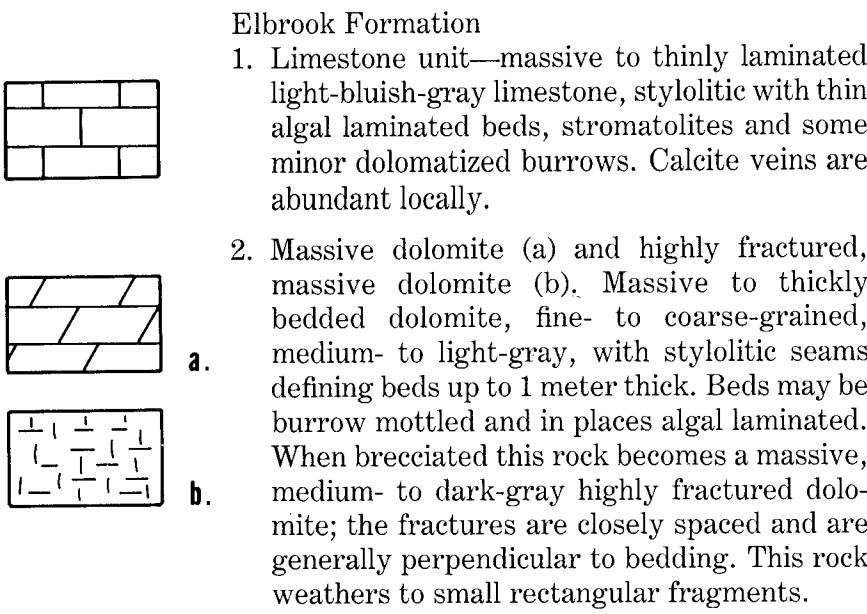 Elbrook Formation
1. Limestone unit—massive to thinly laminated
light-bluish-gray limestone, stylolitic with thin
algal laminated beds, stromatolites and some
minor dolomatized burrows. Calcite veins are
abundant locally.
2. Massive dolomite (a) and highly fractured,
massive dolomite (b). Massive to thickly
bedded dolomite, fine- to coarse-grained,
medium- to light-gray, with stylolitic seams
defining beds up to 1 meter thick. Beds may be
burrow mottled and in places algal laminated.
When brecciated this rock becomes a massive,
medium- to dark-gray highly fractured dolo-
mite; the fractures are closely spaced and are
generally perpendicular to bedding. This rock
weathers to small rectangular fragments.
a.
b.